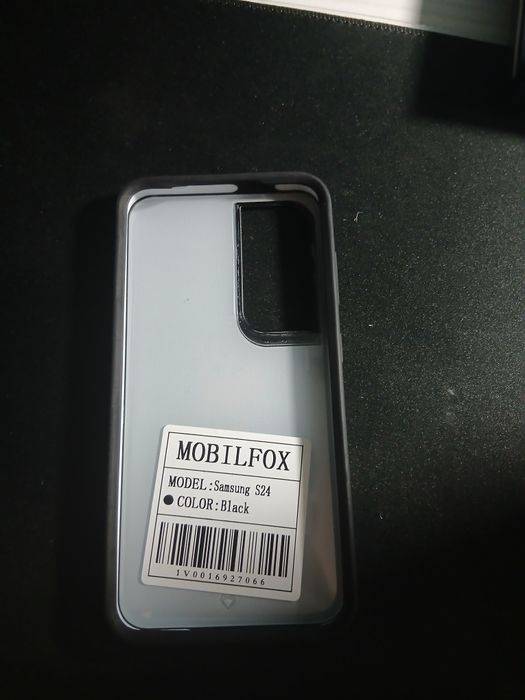 MOBILFOX
MODEL:Samsung S24
COLOR:Black
1V0016927066